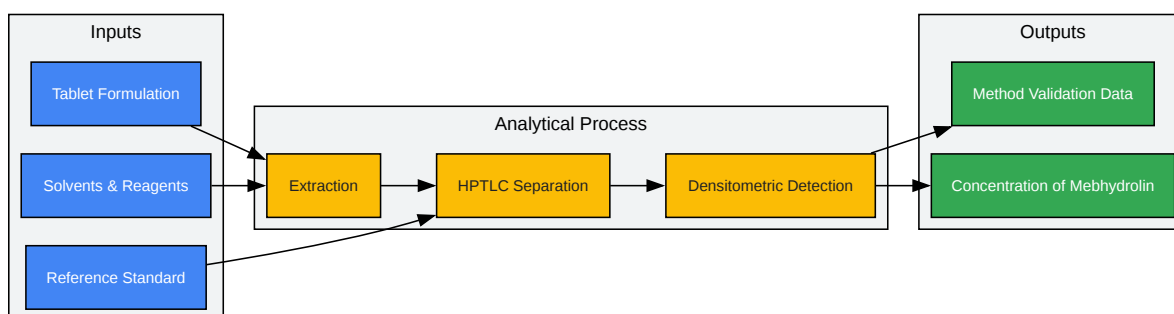 Inputs
Tablet Formulation
Solvents & Reagents
Reference Standard
Analytical Process
Extraction
HPTLC Separation
Densitometric Detection
Outputs
Method Validation Data
Concentration of Mebhydrolin